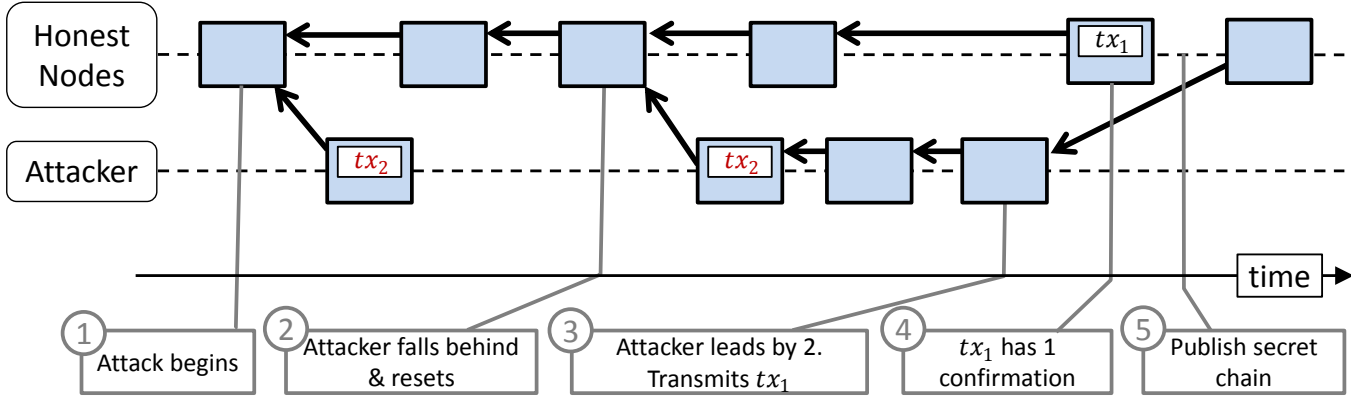 Honest
Nodes
tx₁
Attacker
tx₂
tx₂
time
1
Attack begins
2
Attacker falls behind
& resets
3
Attacker leads by 2.
Transmits tx₁
4
tx₁ has 1
confirmation
5
Publish secret
chain